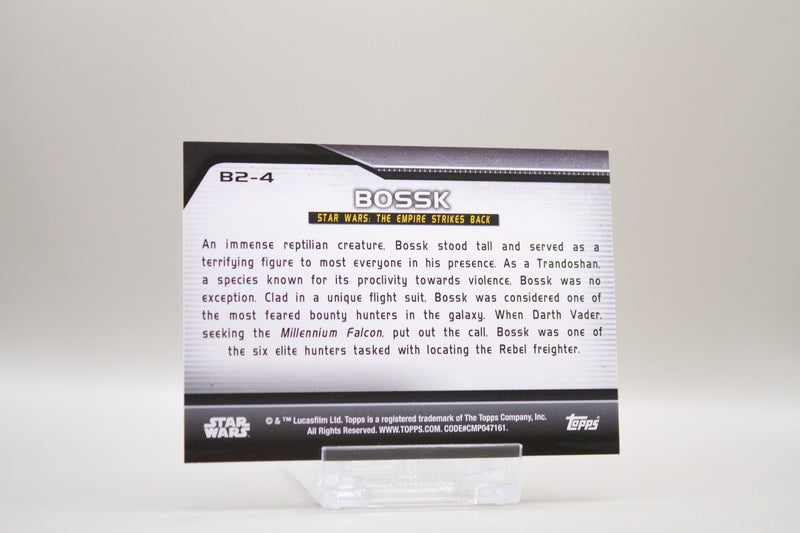 B2-4
BOSSK
STAR WARS: THE EMPIRE STRIKES BACK
An immense reptilian creature, Bossk stood tall and served as a
terrifying figure to most everyone in his presence. As a Trandoshan,
a species known for its proclivity towards violence, Bossk was no
exception. Clad in a unique flight suit, Bossk was considered one of
the most feared bounty hunters in the galaxy. When Darth Vader,
seeking the Millennium Falcon, put out the call, Bossk was one of
the six elite hunters tasked with locating the Rebel freighter.
STAR
WARS
© & ™ Lucasfilm Ltd. Topps is a registered trademark of The Topps Company, Inc.
All Rights Reserved. WWW.TOPPS.COM. CODE#CMP047161.
Topps®